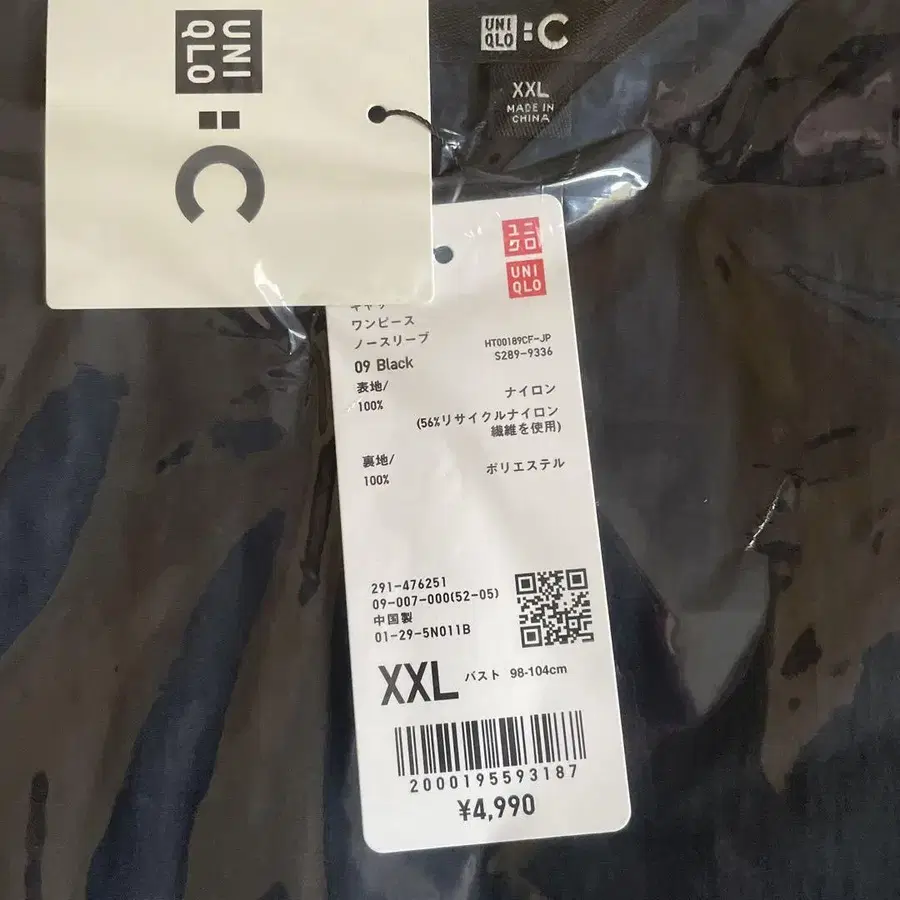 UNI
QLO
:C
UNI
QLO
:C
XXL
MADE IN
CHINA
ユニ
クロ
UNI
QLO
ワンピース
ノースリーブ
HT00189CF-JP
09 Black
S289-9336
表地/
100%
ナイロン
(56%リサイクルナイロン
繊維を使用)
裏地/
100%
ポリエステル
291-476251
09-007-000(52-05)
中国製
01-29-5N011B
XXL バスト 98-104cm
2000195593187
¥4,990